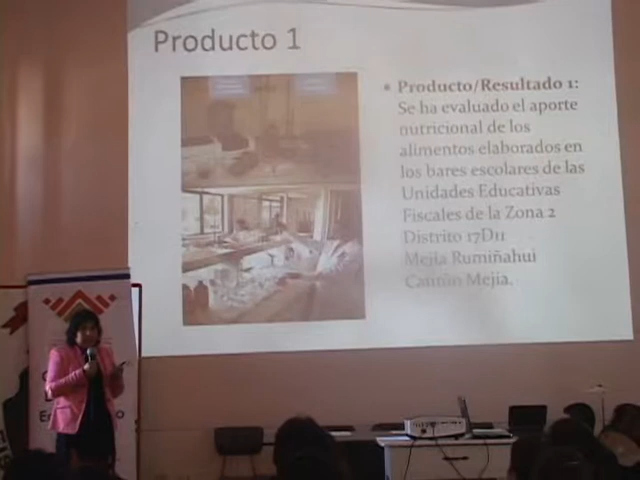 Producto 1
• Producto/Resultado 1:
Se ha evaluado el aporte
nutricional de los
alimentos elaborados en
los bares escolares de las
Unidades Educativas
Fiscales de la Zona 2
Distrito 17D11
Mejía Rumiñahui
Cantón Mejía.